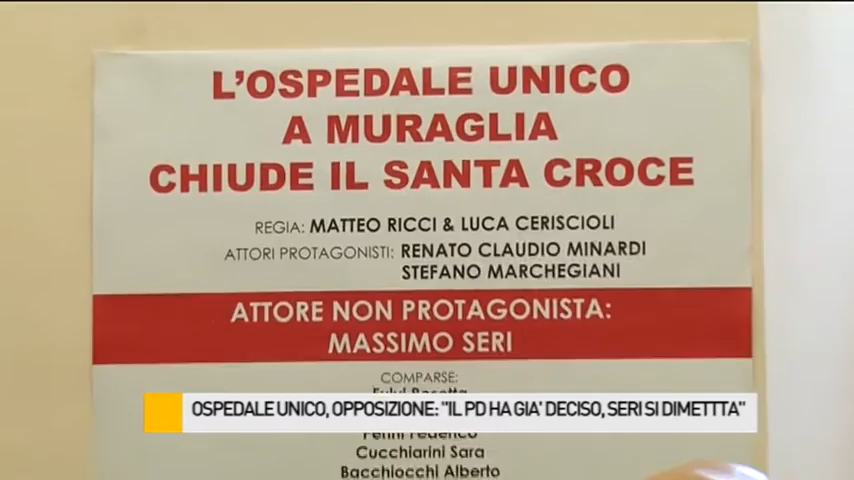 L'OSPEDALE UNICO
A MURAGLIA
CHIUDE IL SANTA CROCE
REGIA: MATTEO RICCI & LUCA CERISCIOLI
ATTORI PROTAGONISTI: RENATO CLAUDIO MINARDI
STEFANO MARCHEGIANI
ATTORE NON PROTAGONISTA:
MASSIMO SERI
COMPARSE:
OSPEDALE UNICO, OPPOSIZIONE: "IL PD HA GIA' DECISO, SERI SI DIMETTTA"
Cucchiarini Sara
Bacchiocchi Alberto